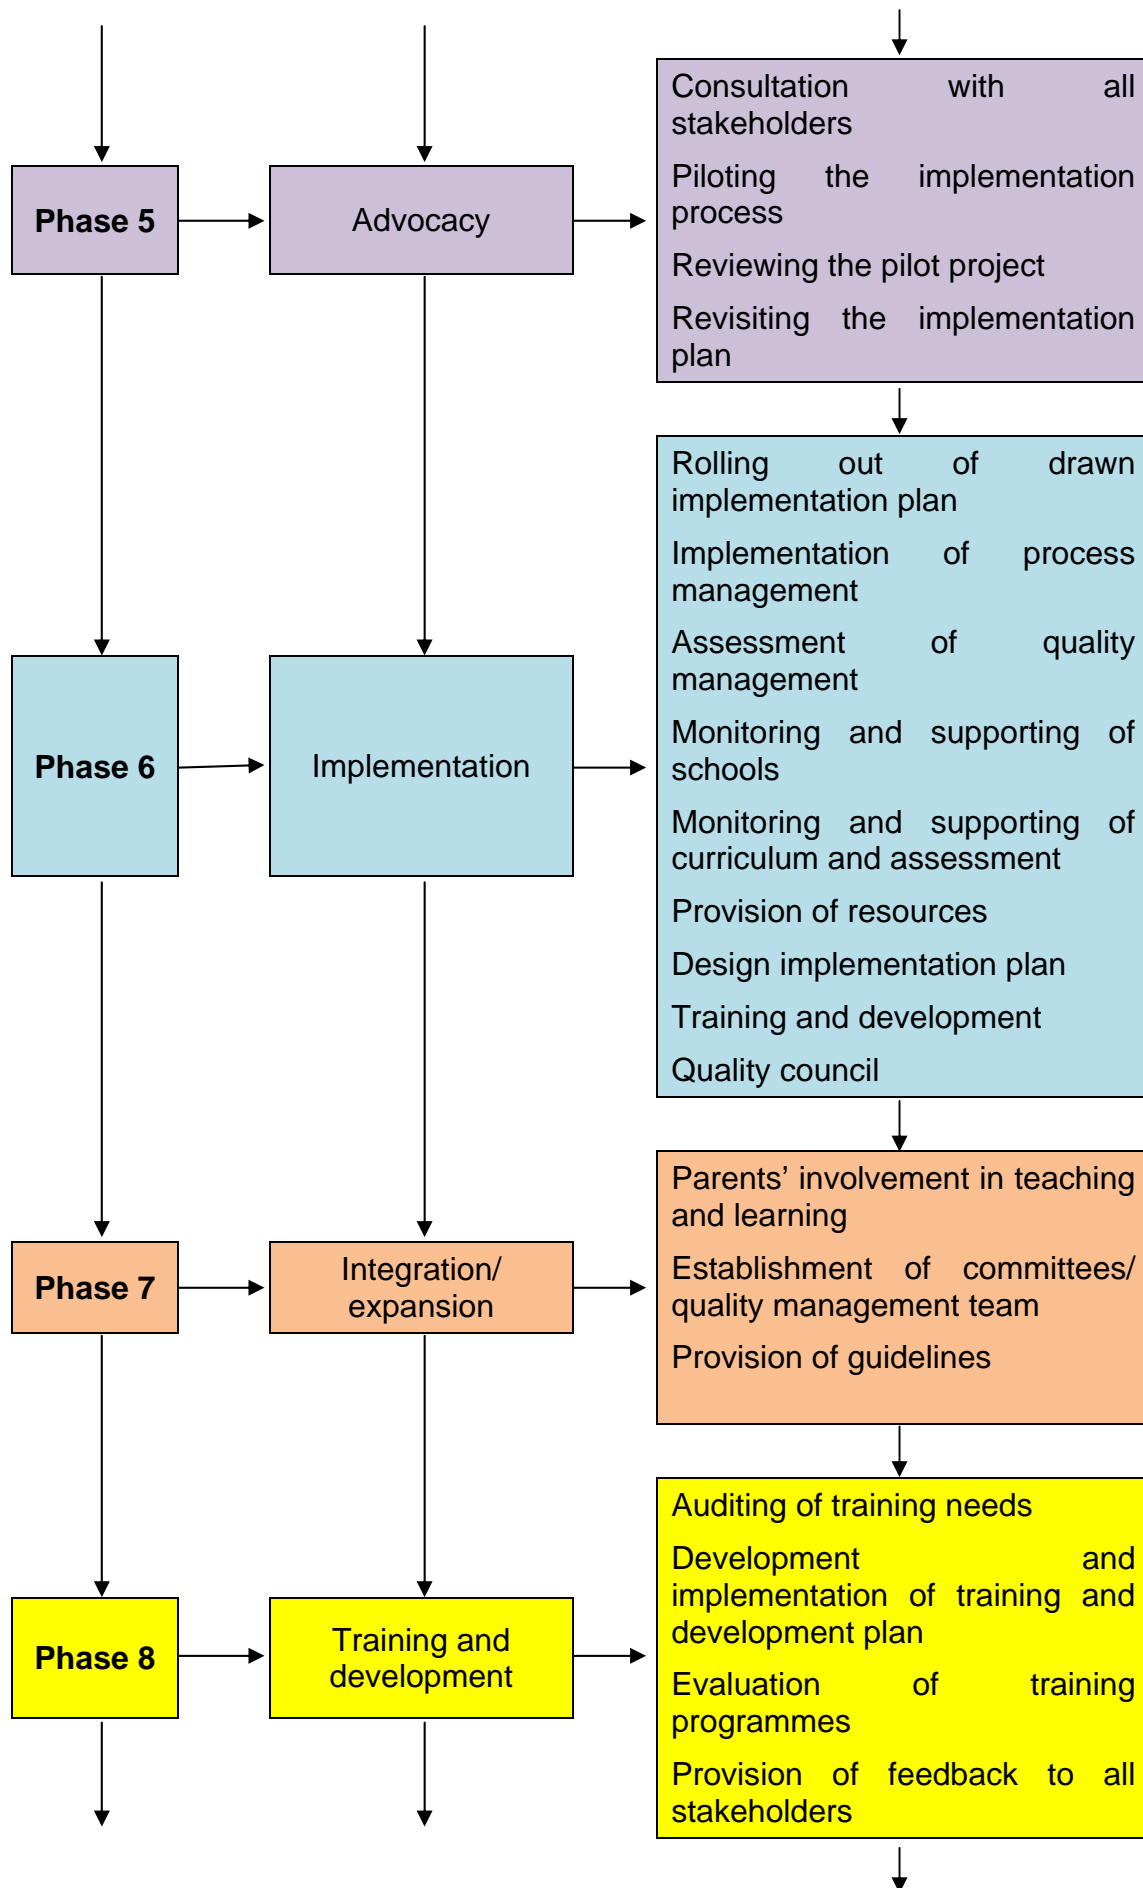 Consultation with all
stakeholders
Piloting the implementation
process
Reviewing the pilot project
Revisiting the implementation
plan
Phase 5
Advocacy
Rolling out of drawn
implementation plan
Implementation of process
management
Assessment of quality
management
Monitoring and supporting of
schools
Monitoring and supporting of
curriculum and assessment
Provision of resources
Design implementation plan
Training and development
Quality council
Phase 6
Implementation
Parents’ involvement in teaching
and learning
Establishment of committees/
quality management team
Provision of guidelines
Phase 7
Integration/
expansion
Auditing of training needs
Development and
implementation of training and
development plan
Evaluation of training
programmes
Provision of feedback to all
stakeholders
Phase 8
Training and
development